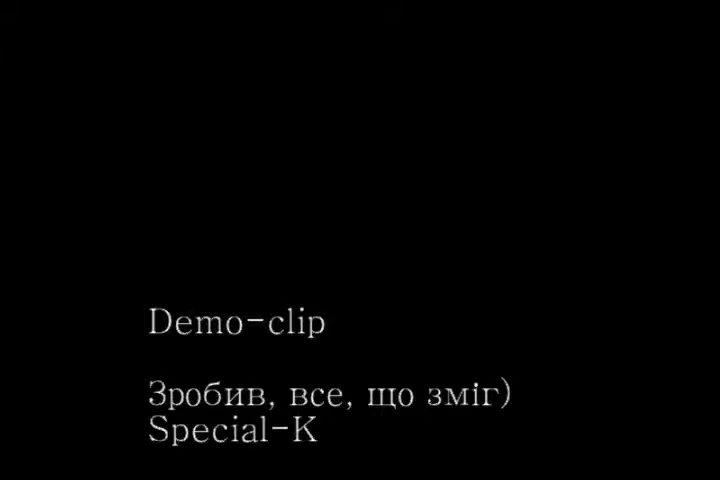 Demo-clip
Зробив, все, що зміг)
Special-K